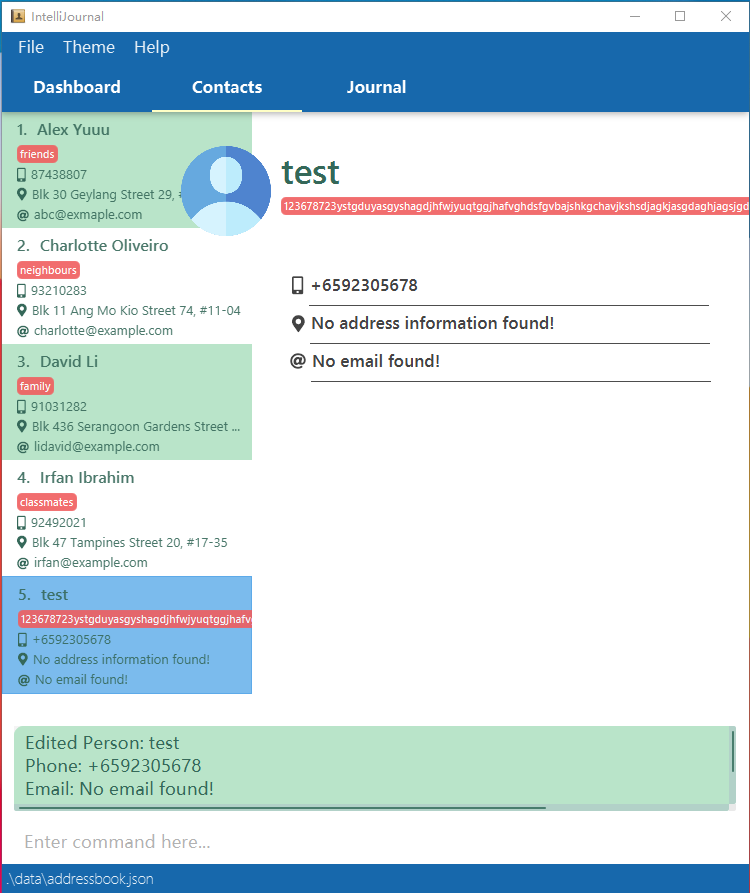 IntelliJournal
File Theme Help
Dashboard Contacts Journal
1. Alex Yuuu
friends
87438807
Blk 30 Geylang Street 29,
@ abc@exmaple.com
2. Charlotte Oliveiro
neighbours
93210283
Blk 11 Ang Mo Kio Street 74, #11-04
@ charlotte@example.com
3. David Li
family
91031282
Blk 436 Serangoon Gardens Street ...
@ lidavid@example.com
4. Irfan Ibrahim
classmates
92492021
Blk 47 Tampines Street 20, #17-35
@ irfan@example.com
5. test
123678723ystgduyasgyshagdjhfwjyuqtggjhafv
+6592305678
No address information found!
@ No email found!
test
123678723ystgduyasgyshagdjhfwjyuqtggjhafvghdsfgvbajshkgchavjkshsdjagkjasgdaghjagsjgd
+6592305678
No address information found!
@ No email found!
Edited Person: test
Phone: +6592305678
Email: No email found!
Enter command here...
.\data\addressbook.json